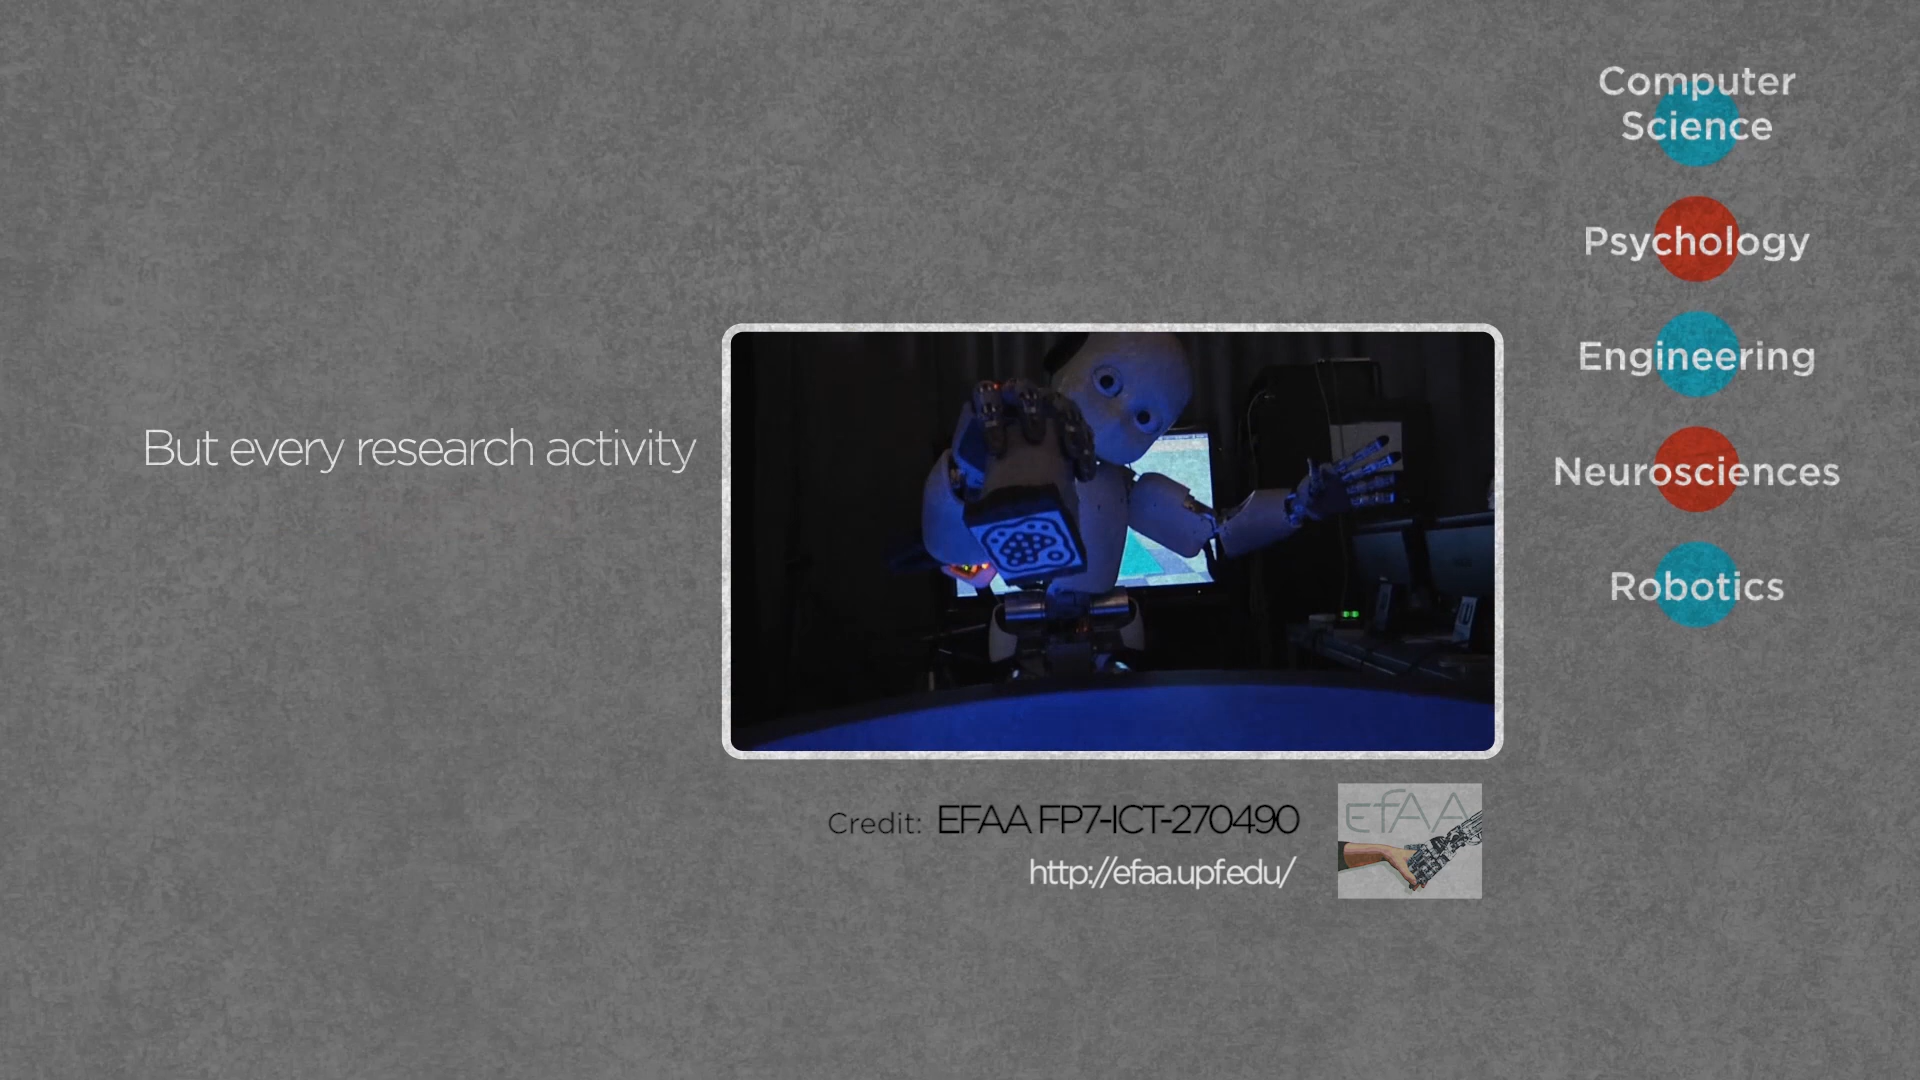 But every research activity
Computer
Science
Psychology
Engineering
Neurosciences
Robotics
Credit: EFAA FP7-ICT-270490
http://efaa.upf.edu/
EfAA